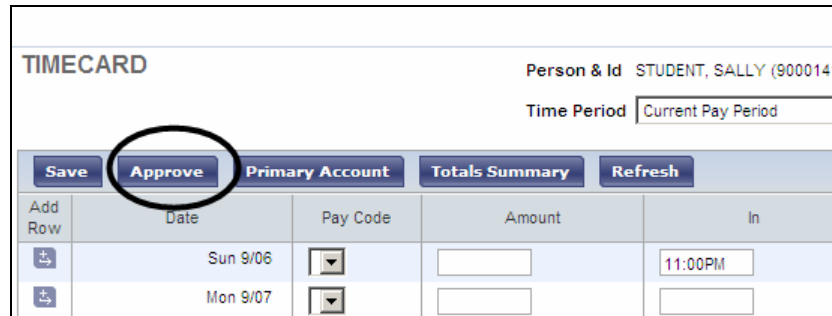 TIMECARD
Person & Id STUDENT, SALLY (900014
Time Period Current Pay Period
Save Approve Primary Account Totals Summary Refresh
Add Row Date Pay Code Amount In
Sun 9/06 11:00PM
Mon 9/07